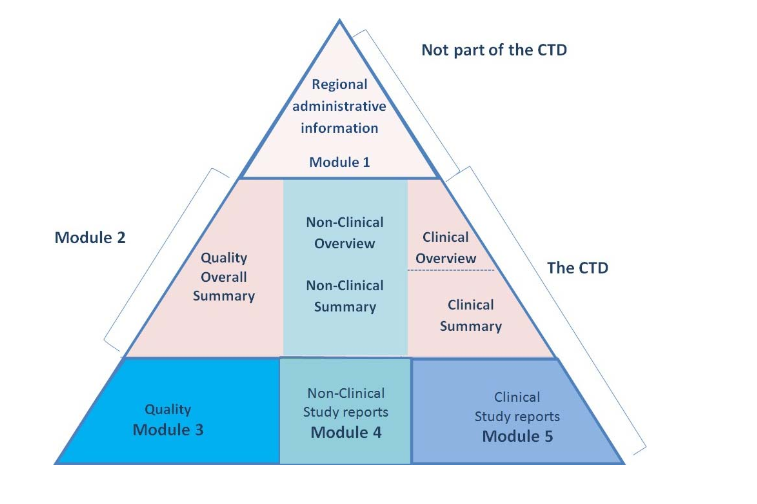 Not part of the CTD
Regional
administrative
information
Module 1
Module 2
Quality
Overall
Summary
Non-Clinical
Overview
Non-Clinical
Summary
Clinical
Overview
Clinical
Summary
The CTD
Quality
Module 3
Non-Clinical
Study reports
Module 4
Clinical
Study reports
Module 5